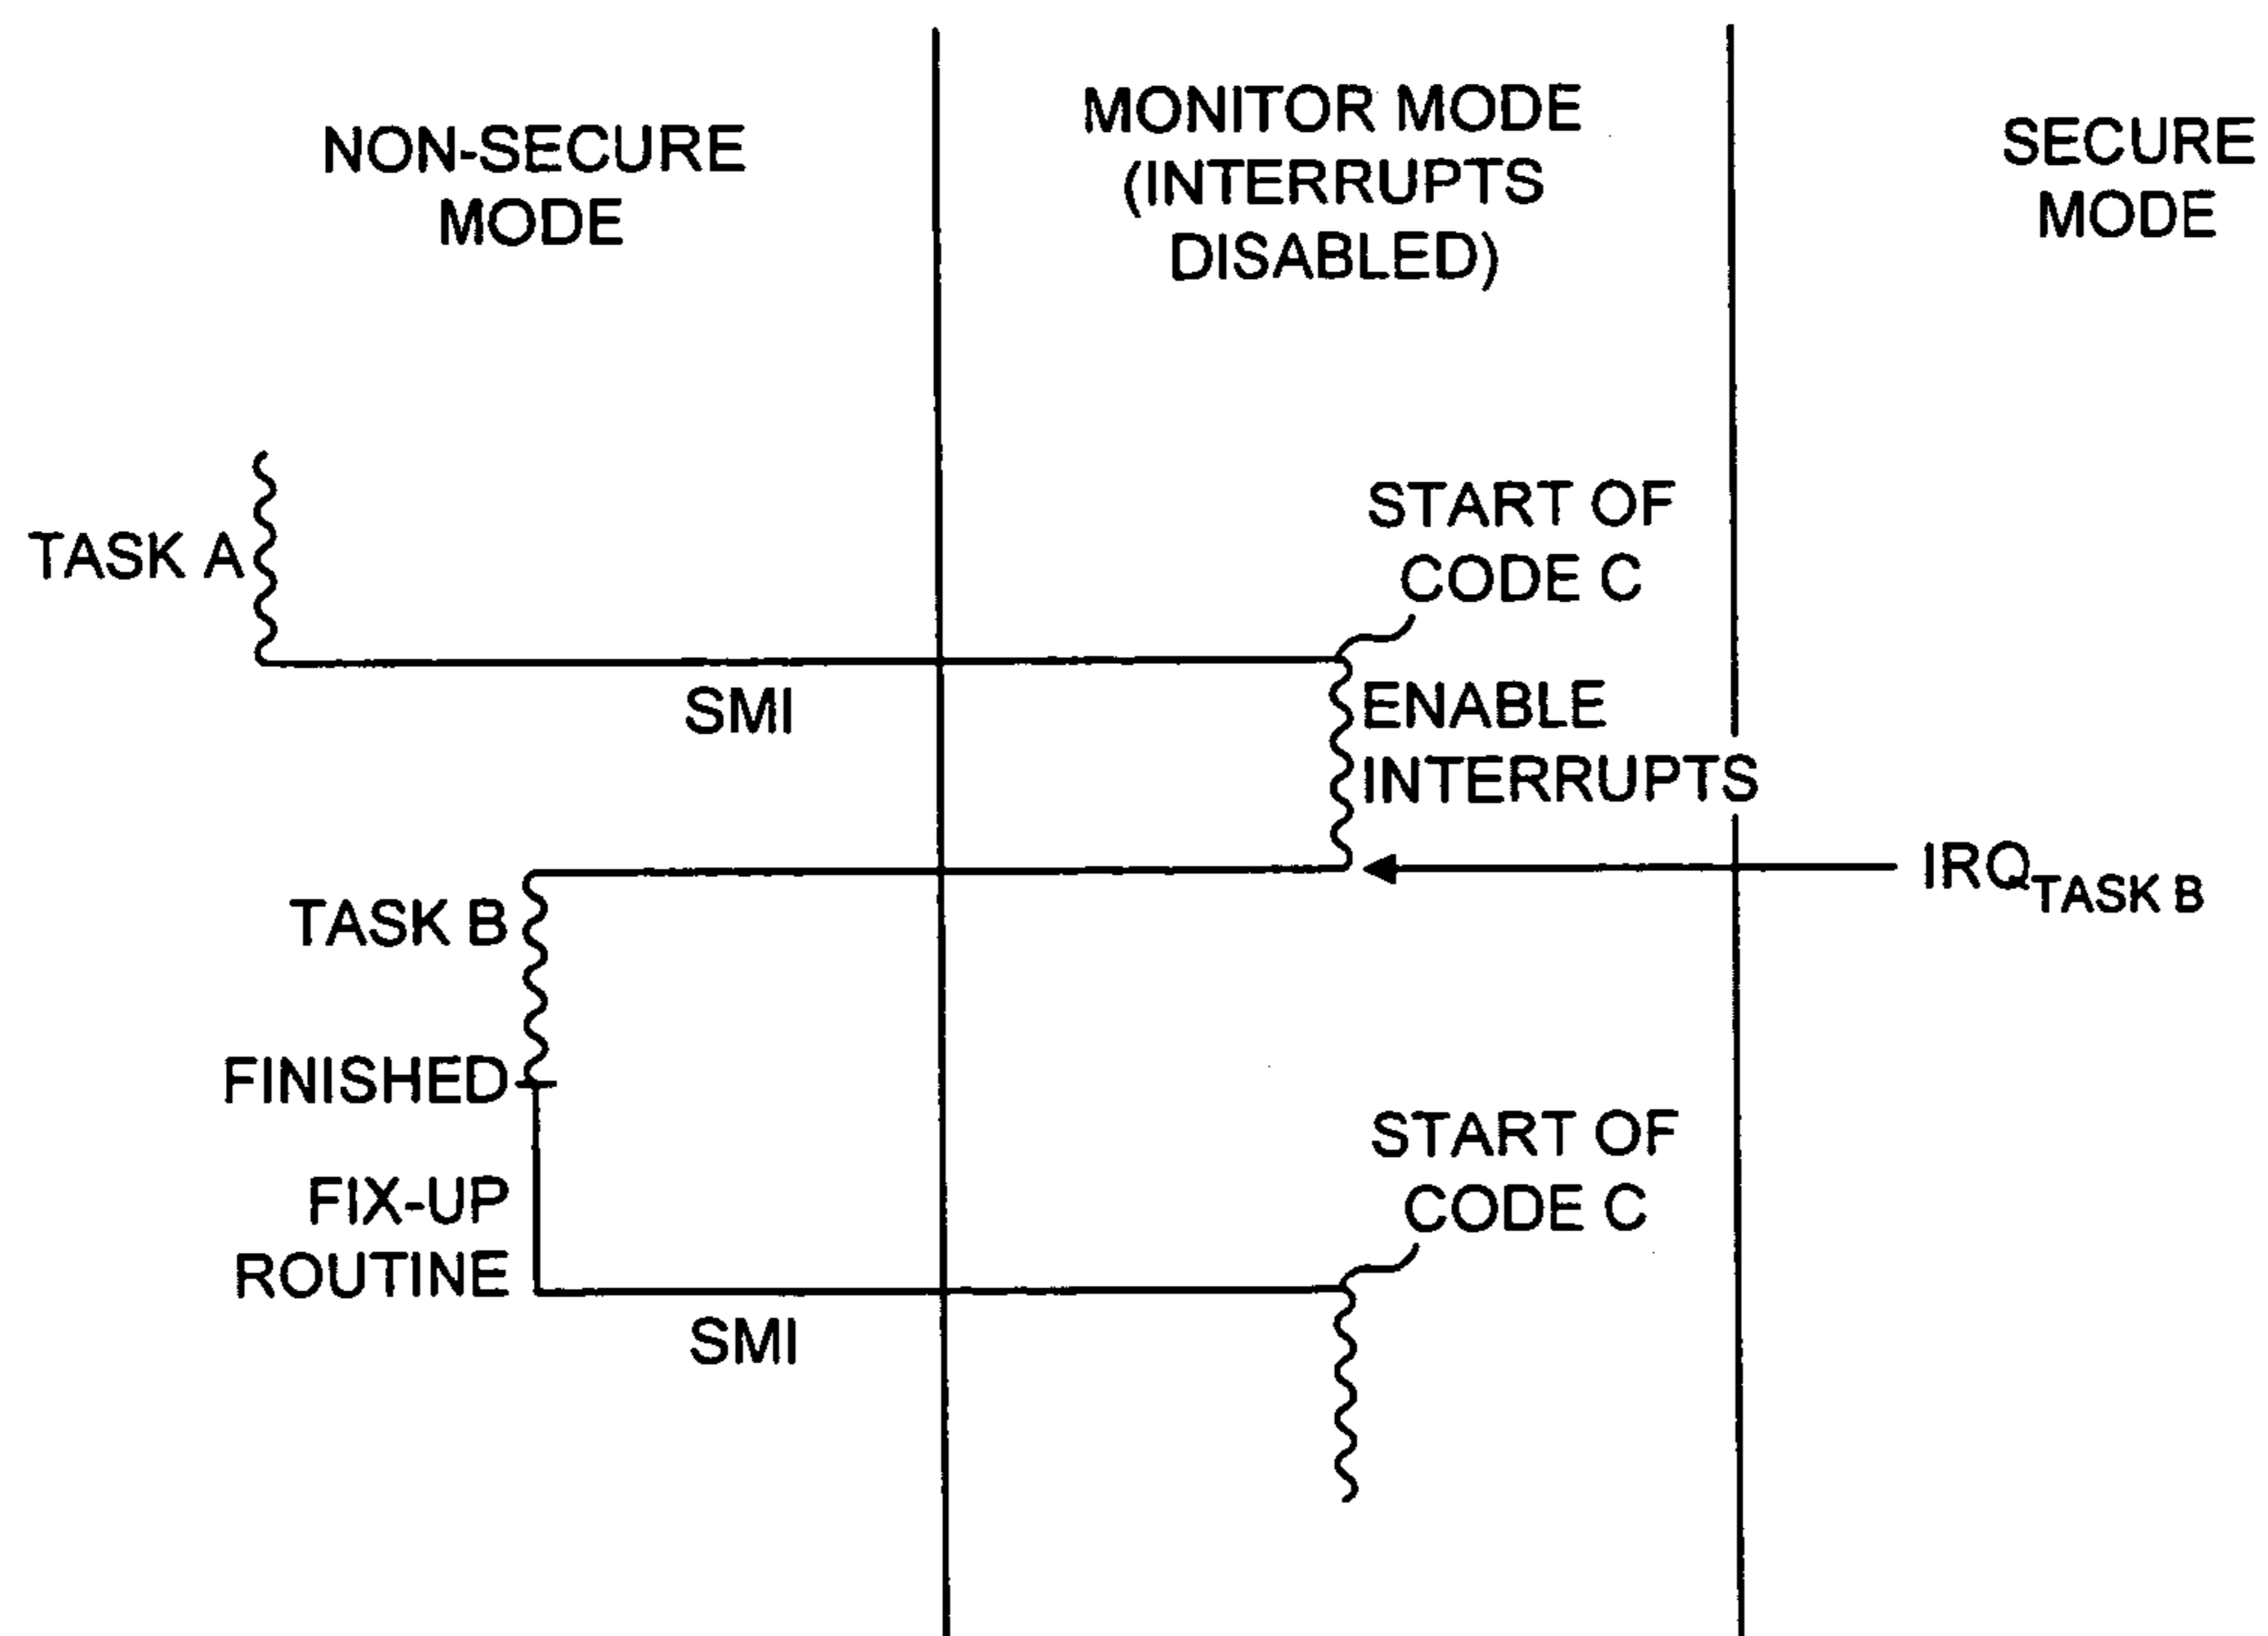 NON-SECURE
MODE
MONITOR MODE
(INTERRUPTS
DISABLED)
SECURE
MODE
TASK A
START OF
CODE C
SMI
ENABLE
INTERRUPTS
IRQTASK B
TASK B
FINISHED
FIX-UP
ROUTINE
START OF
CODE C
SMI